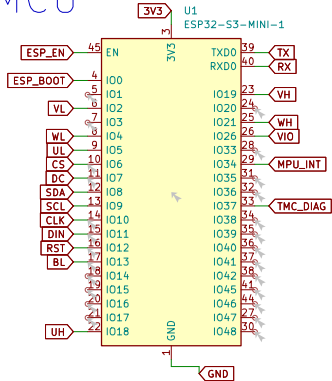 MCU
3V3
U1
ESP32-S3-MINI-1
3
3V3
ESP_EN 45 EN TXD0 39 TX
RXD0 40 RX
ESP_BOOT 4 IO0
5 IO1 IO19 23 VH
VL 6 IO2 IO20 24
7 IO3 IO21 25 WH
WL 8 IO4 IO26 26 VIO
UL 9 IO5 IO33 28
CS 10 IO6 IO34 29 MPU_INT
DC 11 IO7 IO35 31
SDA 12 IO8 IO36 32
SCL 13 IO9 IO37 33 TMC_DIAG
CLK 14 IO10 IO38 34
DIN 15 IO11 IO39 35
RST 16 IO12 IO40 36
BL 17 IO13 IO41 37
18 IO14 IO42 38
19 IO15 IO45 41
20 IO16 IO46 44
21 IO17 IO47 27
UH 22 IO18 IO48 30
GND
1
GND